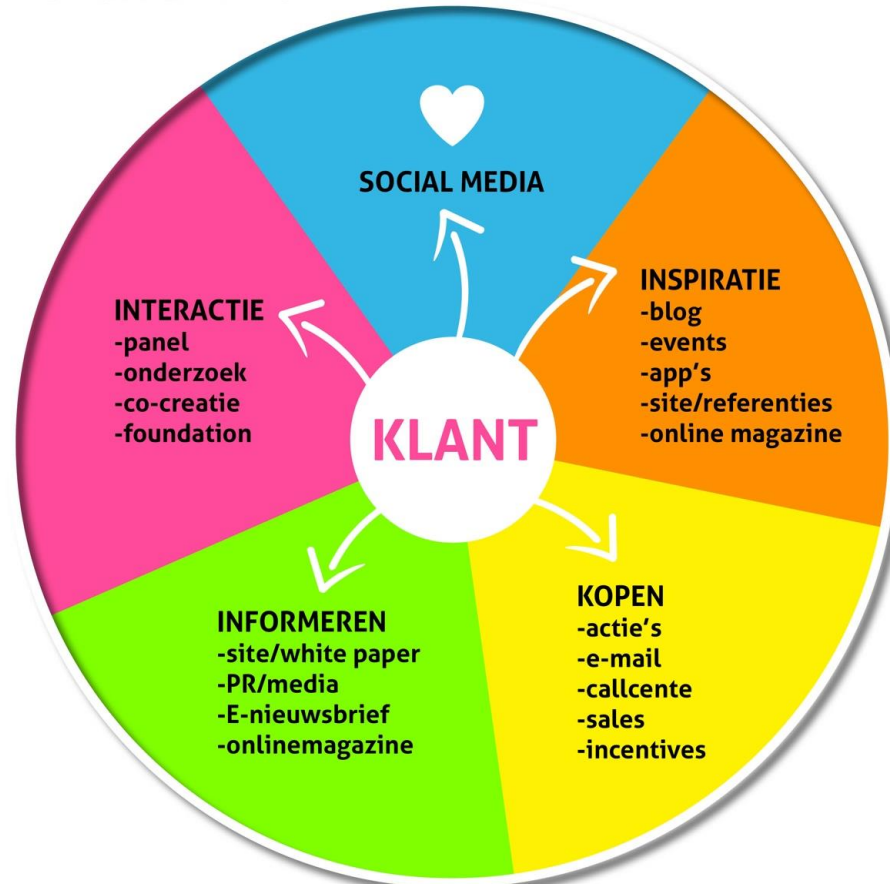 SOCIAL MEDIA
INSPIRATIE
-blog
-events
-app's
-site/referenties
-online magazine
KOPEN
-actie's
-e-mail
-callcente
-sales
-incentives
INFORMEREN
-site/white paper
-PR/media
-E-nieuwsbrief
-onlinemagazine
INTERACTIE
-panel
-onderzoek
-co-creatie
-foundation
KLANT